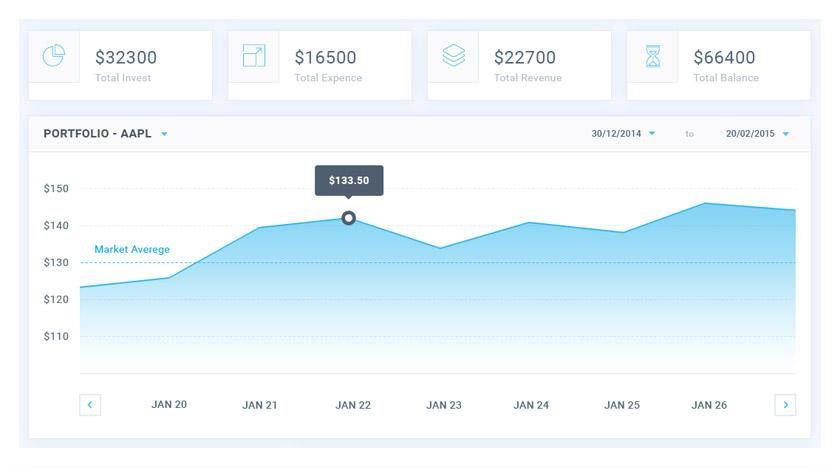 $32300
Total Invest
$16500
Total Expence
$22700
Total Revenue
$66400
Total Balance
PORTFOLIO - AAPL
30/12/2014 to 20/02/2015
$133.50
$150
$140
Market Averege
$130
$120
$110
JAN 20 JAN 21 JAN 22 JAN 23 JAN 24 JAN 25 JAN 26